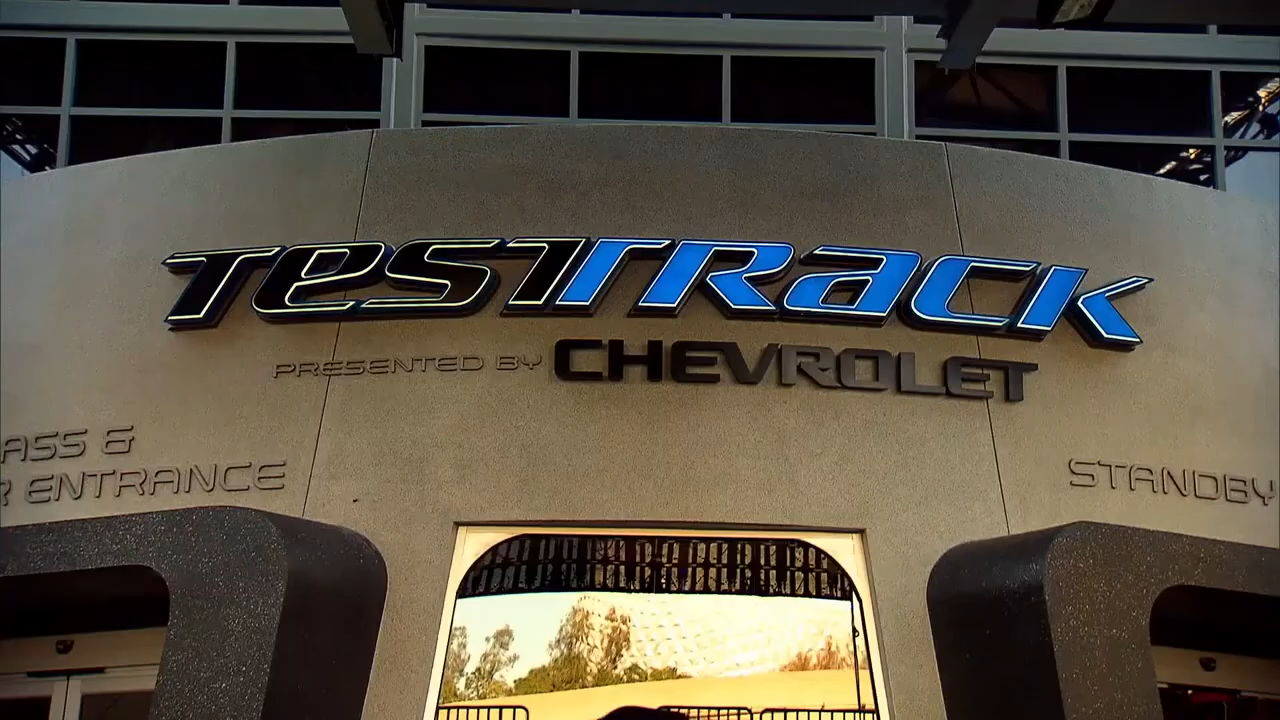 TESTTRACK
PRESENTED BY CHEVROLET
ASS &
R ENTRANCE
STANDBY